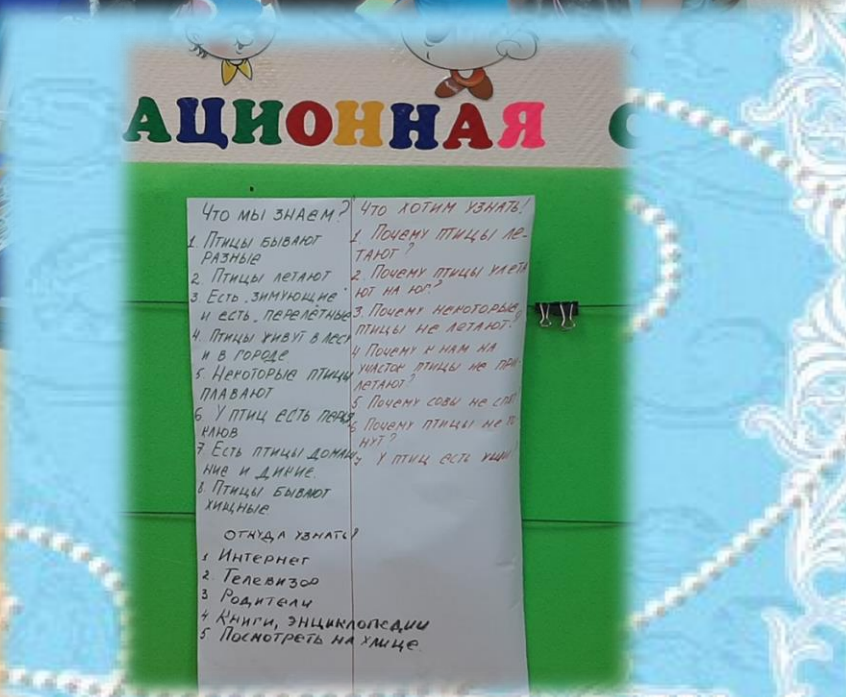 АЦИОННАЯ С
Что мы знаем?
1. Птицы бывают
разные
2. Птицы летают
3 Есть "зимующие"
и есть "перелётные
4. Птицы живут в лесу
и в городе
5. Некоторые птицы
плавают
6 У птиц есть перья
клюв
7 Есть птицы домаш
ние и дикие.
8. Птицы бывают
хищные
Что хотим узнать!
1. Почему птицы ле-
тают?
2. Почему птицы улета
ют на юг?
3. Почему некоторые
птицы не летают?
4 Почему к нам на
участок птицы не при-
летают?
5 Почему совы не спят
6 Почему птицы не то
нут?
7 У птиц есть уши?
Откуда узнать?
1 Интернет
2. Телевизор
3 Родители
4 Книги, энциклопедии
5 Посмотреть на улице.